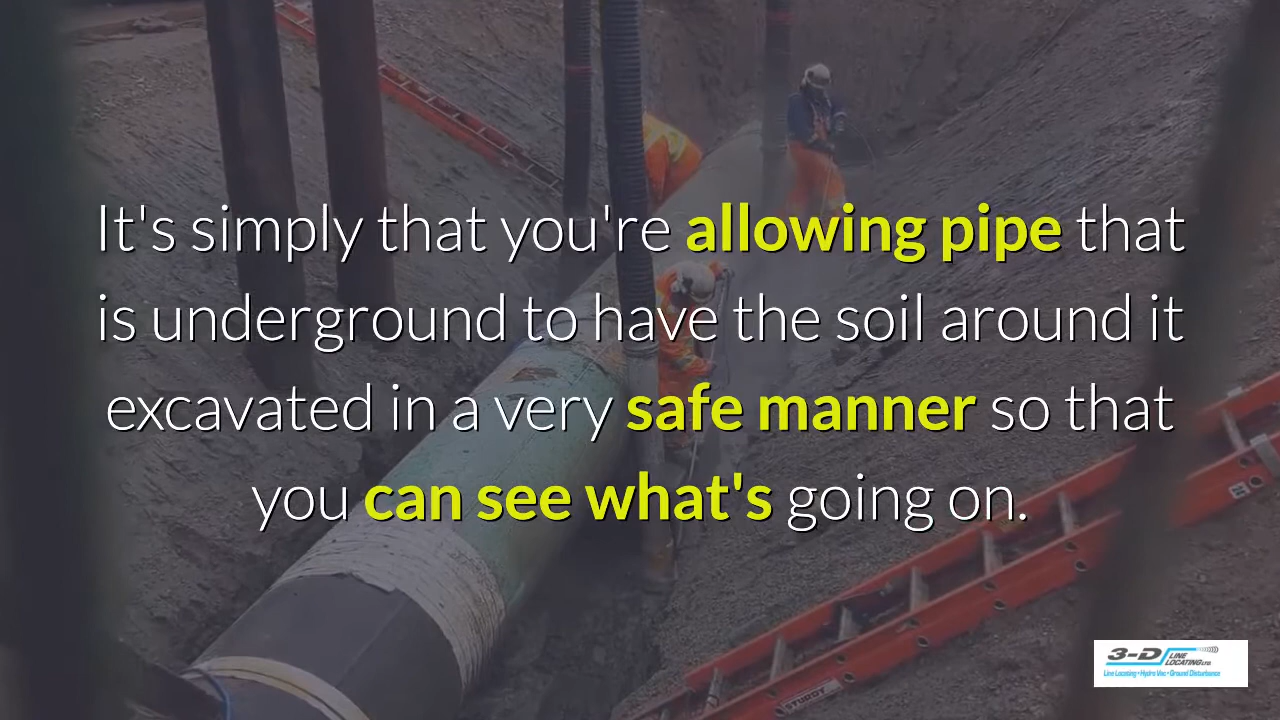 It's simply that you're allowing pipe that
is underground to have the soil around it
excavated in a very safe manner so that
you can see what's going on.
3-D LINE
LOCATING LTD.
Line Locating • Hydro Vac • Ground Disturbance
STURDY